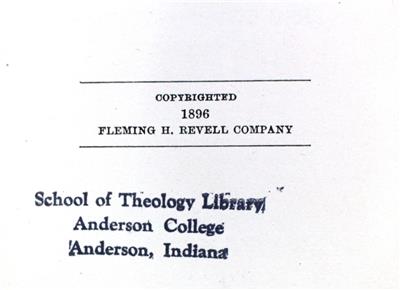 COPYRIGHTED
1896
FLEMING H. REVELL COMPANY
School of Theology Library
Anderson College
Anderson, Indiana